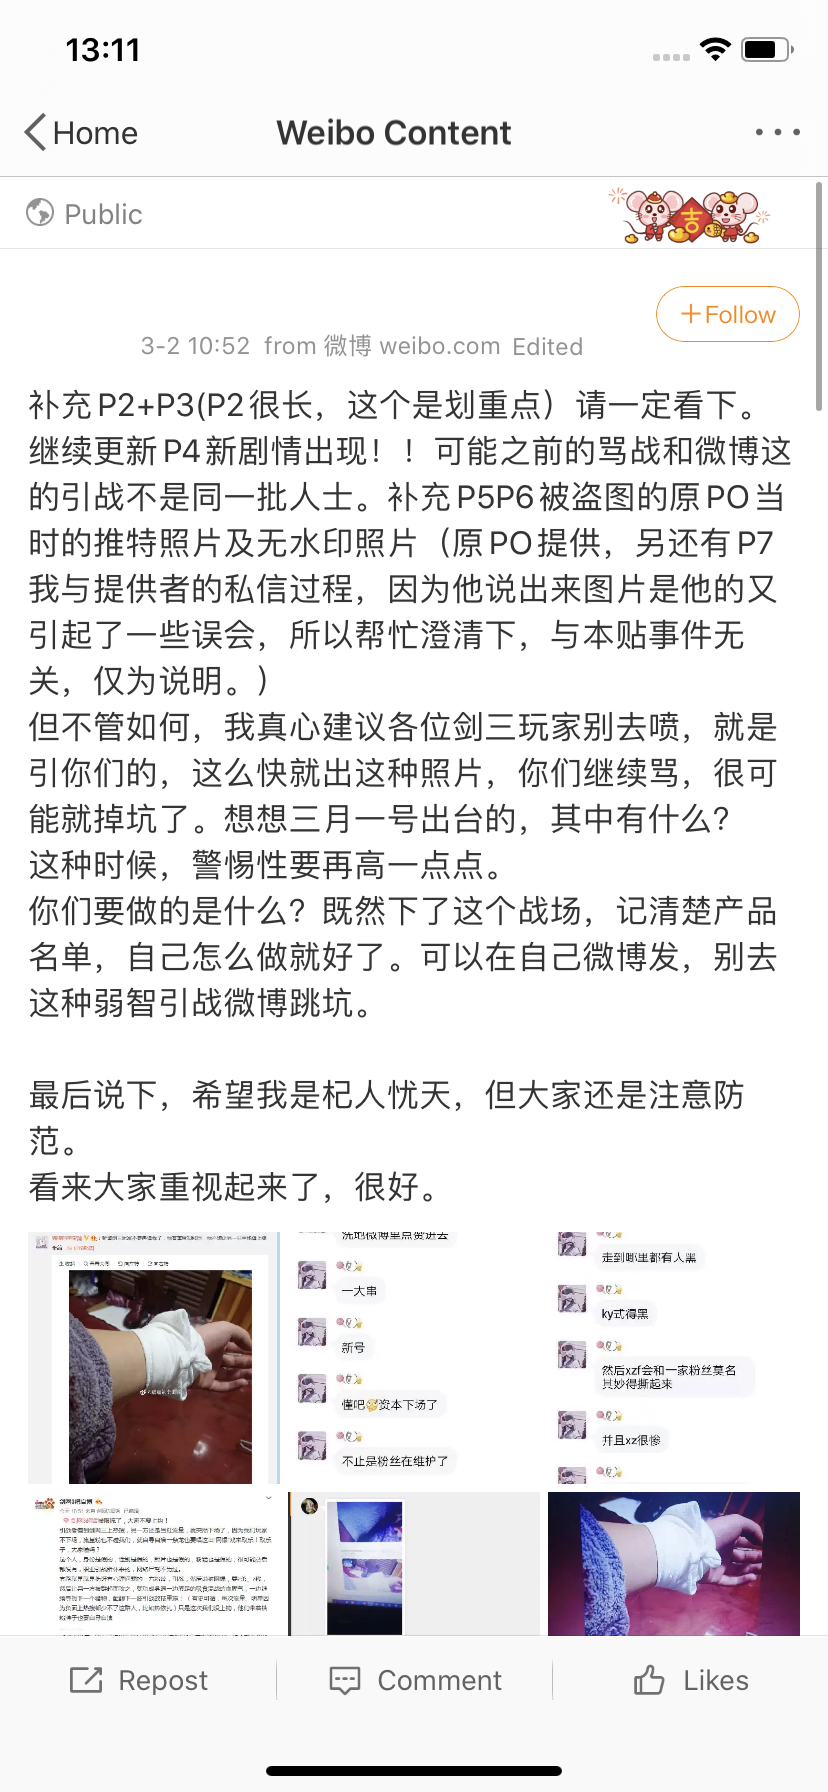 13:11
Home
Weibo Content
Public
吉
+Follow
3-2 10:52 from 微博 weibo.com Edited
补充P2+P3(P2很长，这个是划重点）请一定看下。
继续更新P4新剧情出现！！可能之前的骂战和微博这
的引战不是同一批人士。补充P5P6被盗图的原PO当
时的推特照片及无水印照片（原PO提供，另还有P7
我与提供者的私信过程，因为他说出来图片是他的又
引起了一些误会，所以帮忙澄清下，与本贴事件无
关，仅为说明。）
但不管如何，我真心建议各位剑三玩家别去喷，就是
引你们的，这么快就出这种照片，你们继续骂，很可
能就掉坑了。想想三月一号出台的，其中有什么？
这种时候，警惕性要再高一点点。
你们要做的是什么？既然下了这个战场，记清楚产品
名单，自己怎么做就好了。可以在自己微博发，别去
这种弱智引战微博跳坑。
最后说下，希望我是杞人忧天，但大家还是注意防
范。
看来大家重视起来了，很好。
洗地微博里点赞进去
一大串
新号
懂吧资本下场了
不止是粉丝在维护了
走到哪里都有人黑
ky式得黑
然后xzf会和一家粉丝莫名
其妙得撕起来
并且xz很惨
Repost
Comment
Likes